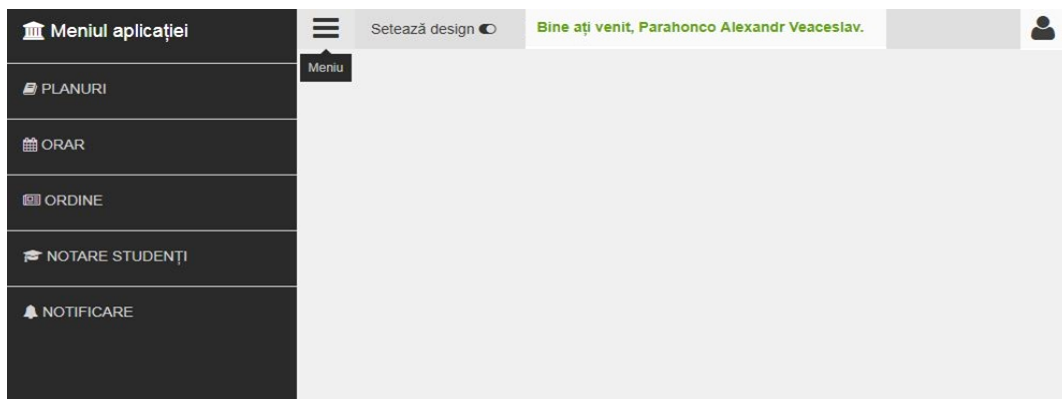 Meniul aplicației
Setează design
Bine ați venit, Parahonco Alexandr Veaceslav.
Meniu
PLANURI
ORAR
ORDINE
NOTARE STUDENȚI
NOTIFICARE